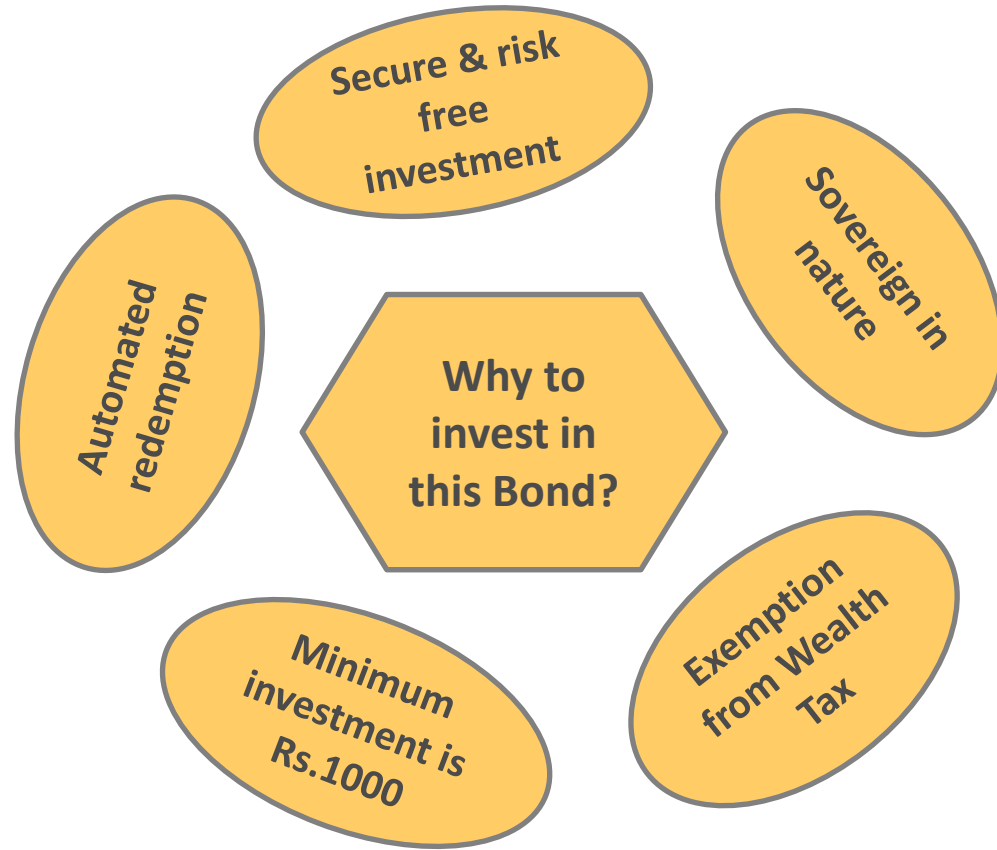 Secure & risk
free
investment
Sovereign in
nature
Automated
redemption
Why to
invest in
this Bond?
Exemption
from Wealth
Tax
Minimum
investment is
Rs.1000